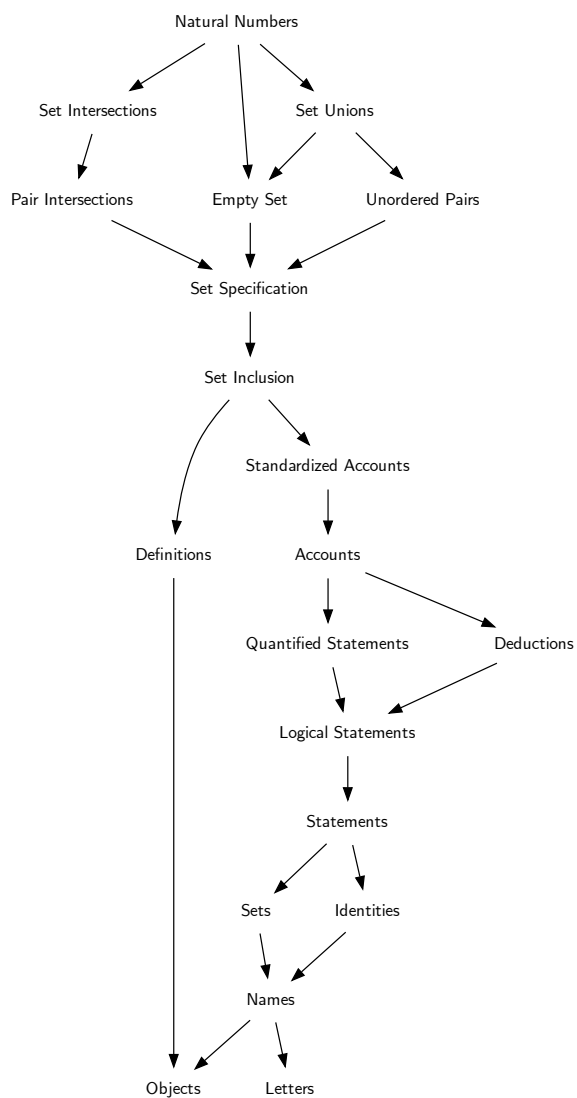 Natural Numbers
Set Intersections
Set Unions
Pair Intersections
Empty Set
Unordered Pairs
Set Specification
Set Inclusion
Standardized Accounts
Definitions
Accounts
Quantified Statements
Deductions
Logical Statements
Statements
Sets
Identities
Names
Objects
Letters